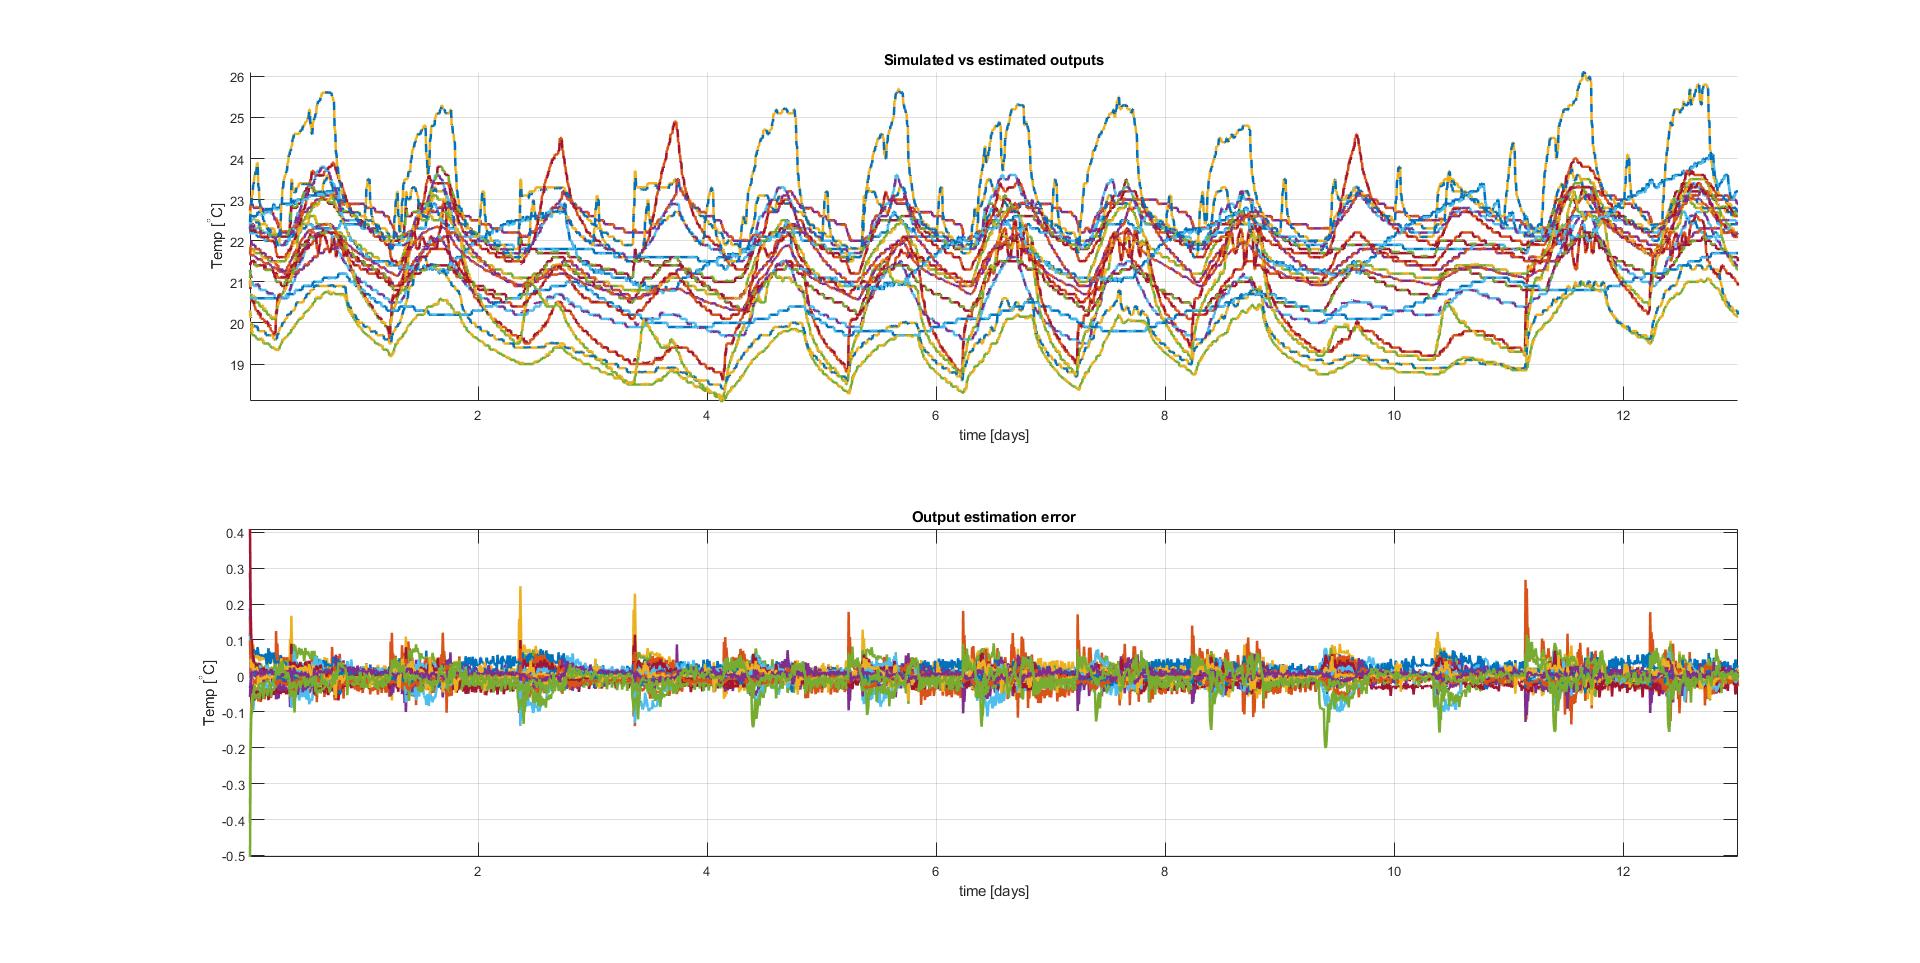 Simulated vs estimated outputs
26
25
24
23
22
21
20
19
Temp [°C]
2 4 6 8 10 12
time [days]
Output estimation error
0.4
0.3
0.2
0.1
0
-0.1
-0.2
-0.3
-0.4
-0.5
Temp [°C]
2 4 6 8 10 12
time [days]